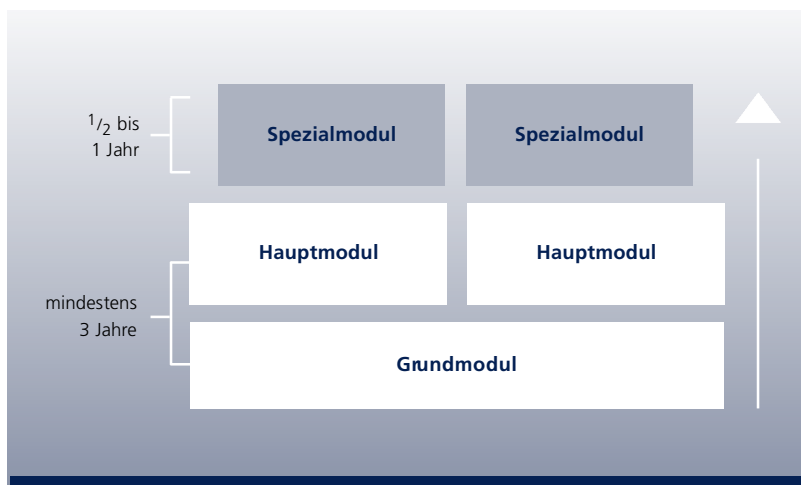 1/2 bis
1 Jahr
Spezialmodul
Spezialmodul
Hauptmodul
Hauptmodul
mindestens
3 Jahre
Grundmodul